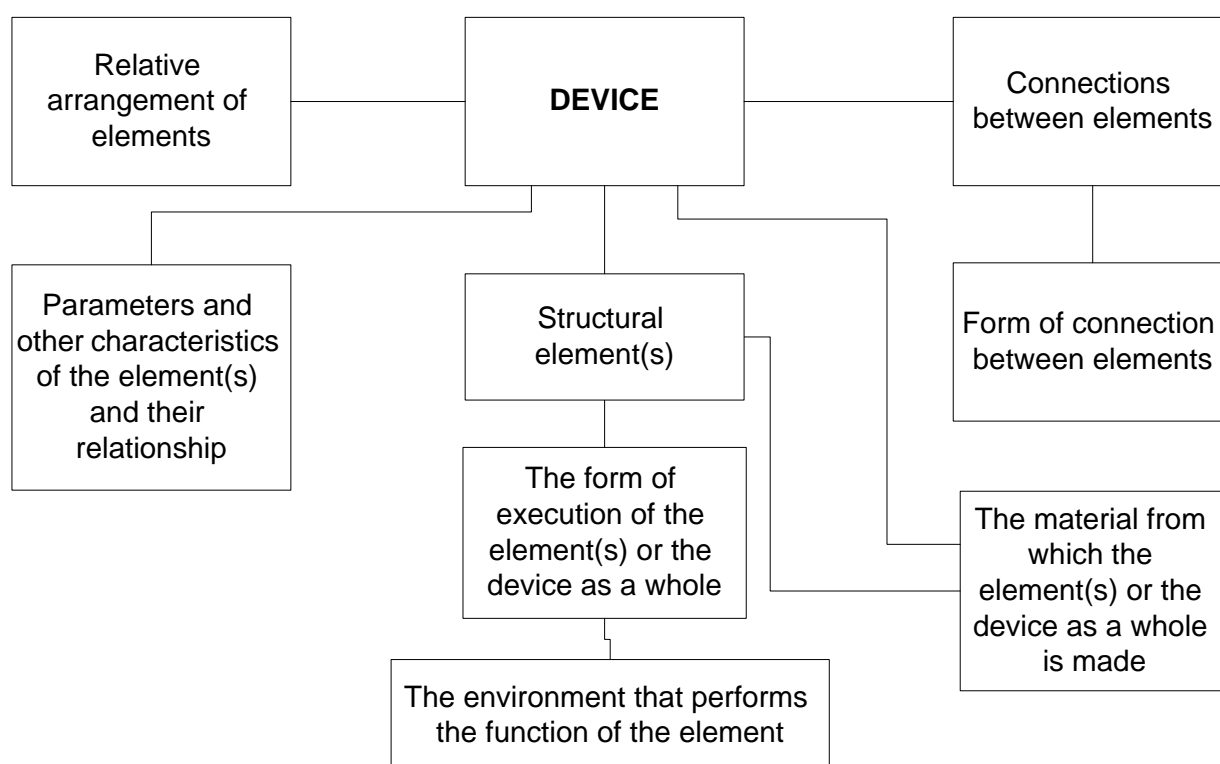 Relative
arrangement of
elements
DEVICE
Connections
between elements
Parameters and
other characteristics
of the element(s)
and their
relationship
Structural
element(s)
Form of connection
between elements
The form of
execution of the
element(s) or the
device as a whole
The material from
which the
element(s) or the
device as a whole
is made
The environment that performs
the function of the element